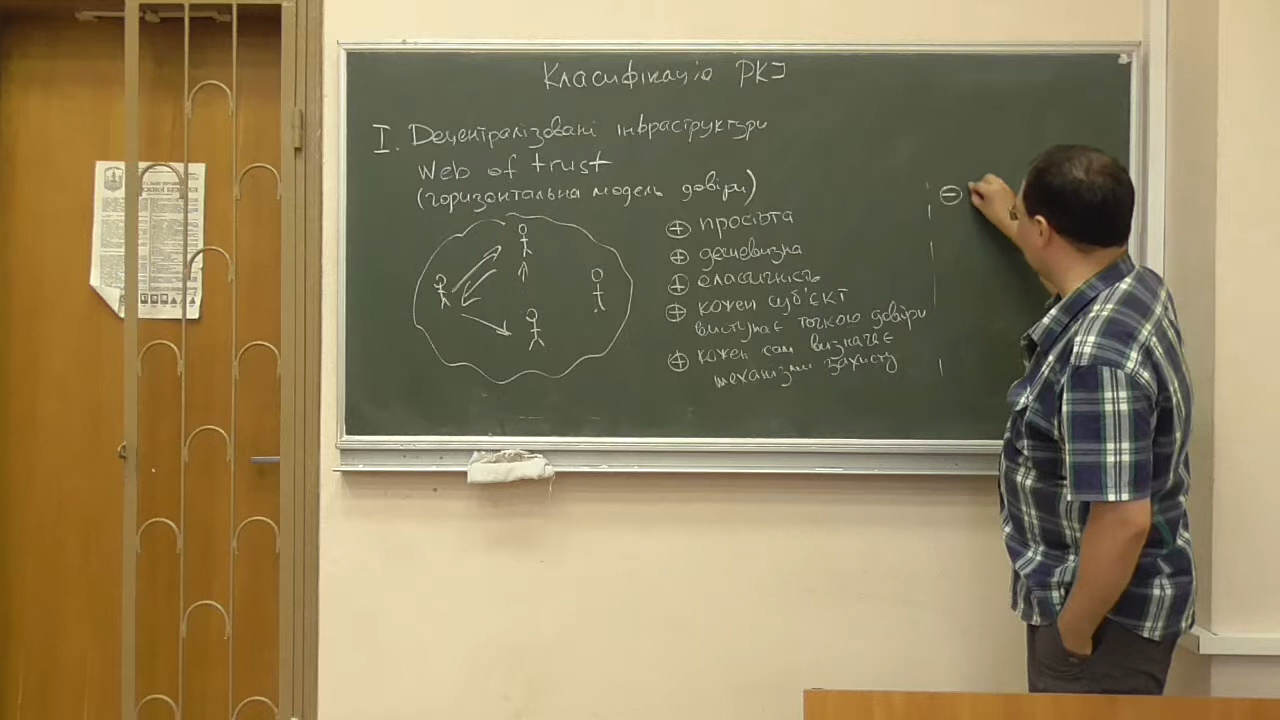 Класифікація PKI
I. Децентралізовані інфраструктури
Web of trust
(горизонтальна модель довіри)
⊕ простота
⊕ дешевизна
⊕ еластичність
⊕ кожен суб'єкт
виступає точкою довіри
⊕ кожен сам визначає
механізми захисту
⊖